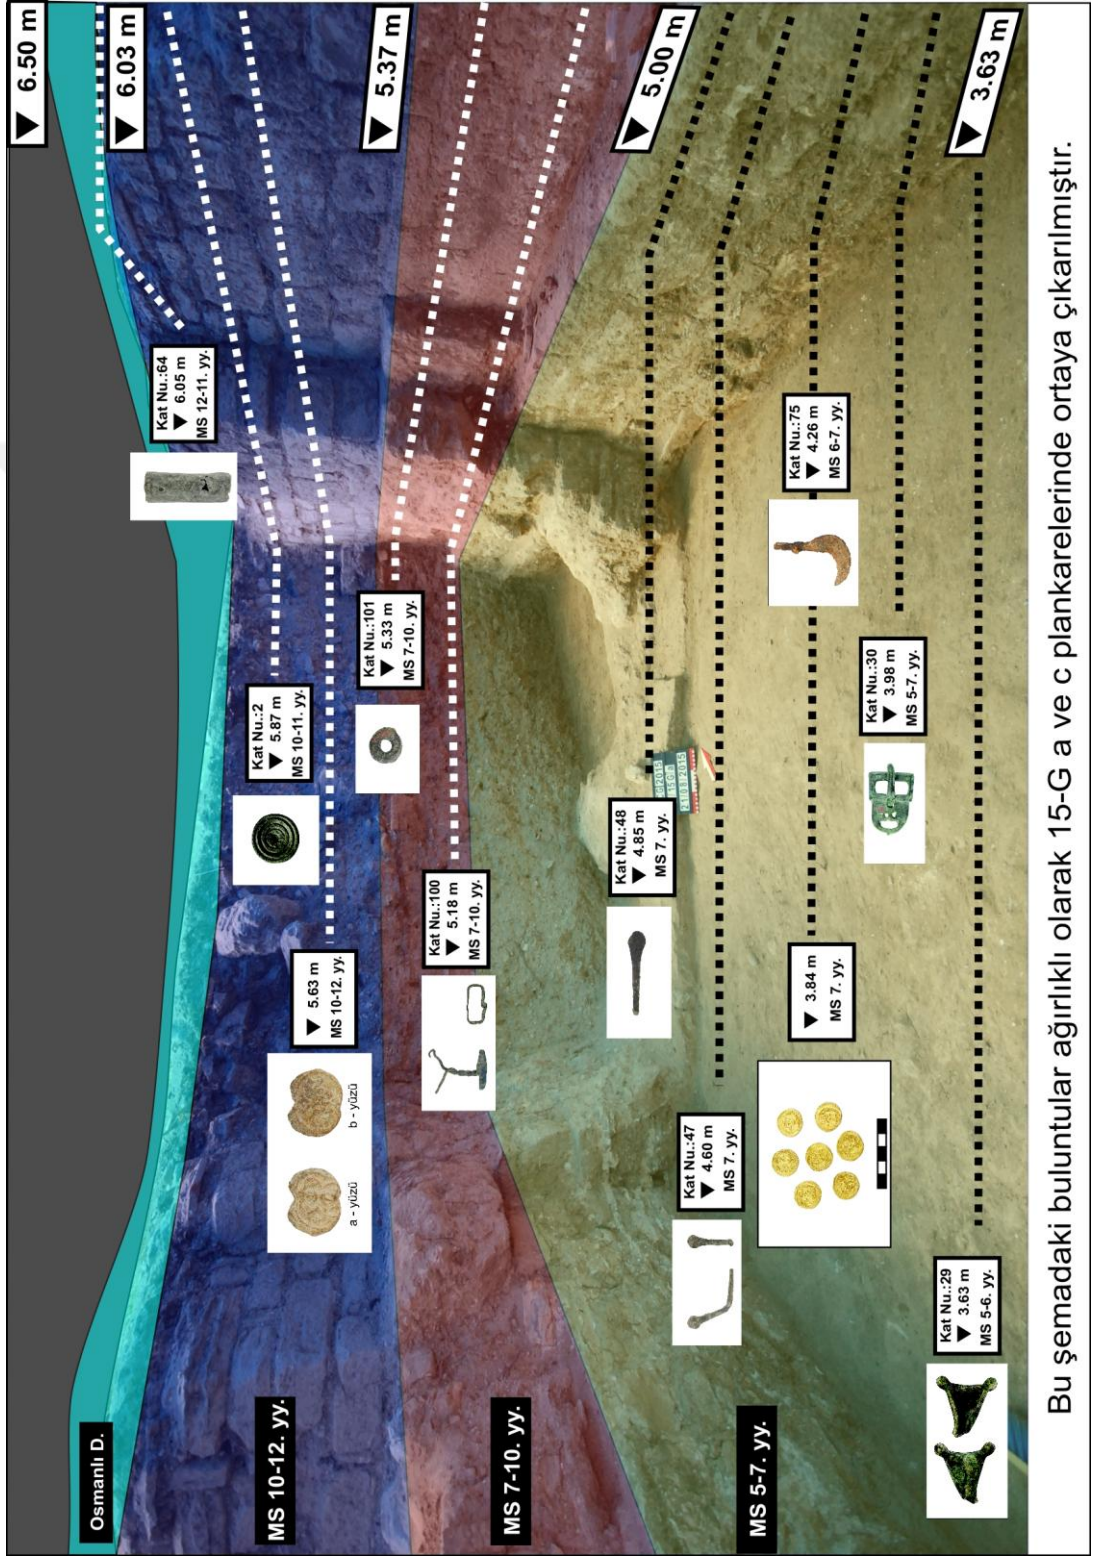 ▼ 6.50 m
▼ 6.03 m
▼ 5.37 m
▼ 5.00 m
▼ 3.63 m
Osmanlı D.
MS 10-12. yy.
MS 7-10. yy.
MS 5-7. yy.
Kat Nu.:64
▼ 6.05 m
MS 12-11. yy.
Kat Nu.:2
▼ 5.87 m
MS 10-11. yy.
a - yüzü
b - yüzü
▼ 5.63 m
MS 10-12. yy.
Kat Nu.:101
▼ 5.33 m
MS 7-10. yy.
Kat Nu.:100
▼ 5.18 m
MS 7-10. yy.
Kat Nu.:48
▼ 4.85 m
MS 7. yy.
Kat Nu.:47
▼ 4.60 m
MS 7. yy.
Kat Nu.:75
▼ 4.26 m
MS 6-7. yy.
▼ 3.84 m
MS 7. yy.
Kat Nu.:30
▼ 3.98 m
MS 5-7. yy.
Kat Nu.:29
▼ 3.63 m
MS 5-6. yy.
Bu şemadaki buluntular ağırlıklı olarak 15-G a ve c plankarelerinde ortaya çıkarılmıştır.